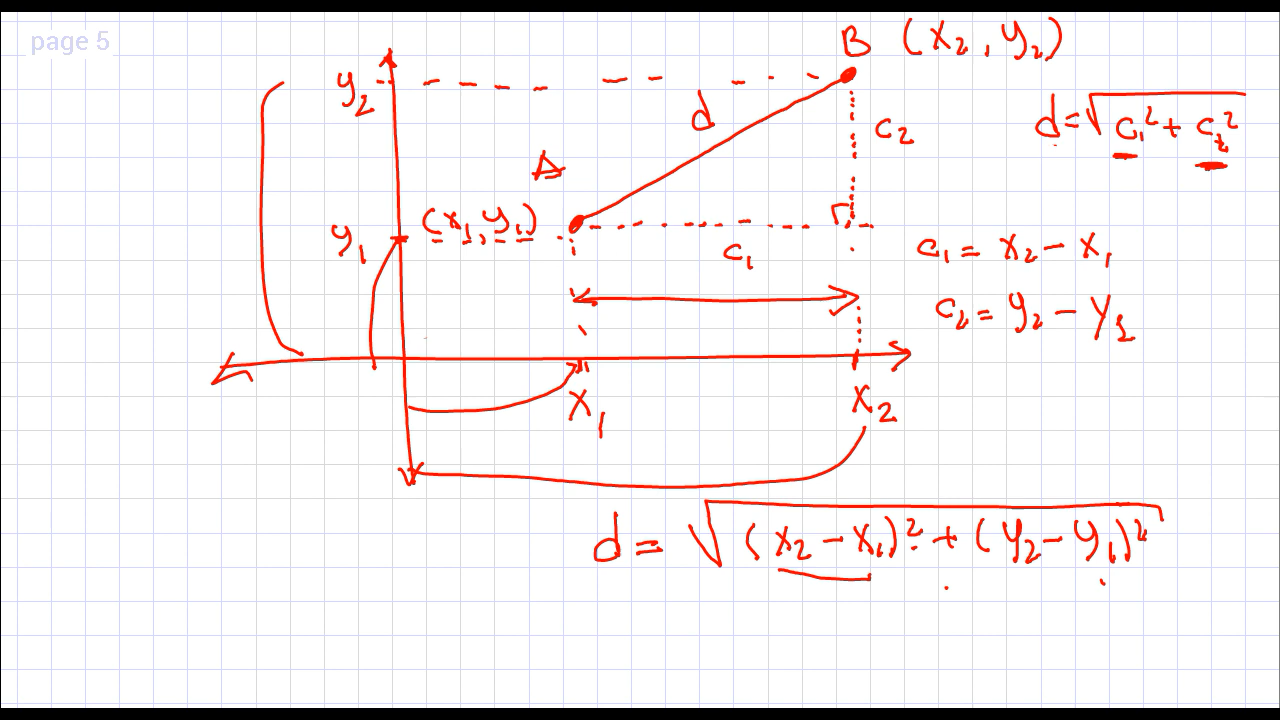 page 5
B (x₂, y₂)
y₂
d
d = √c₁² + c₂²
c₂
A
(x₁, y₁)
y₁
c₁
c₁ = x₂ - x₁
c₂ = y₂ - y₁
x₁
x₂
d = √(x₂ - x₁)² + (y₂ - y₁)²